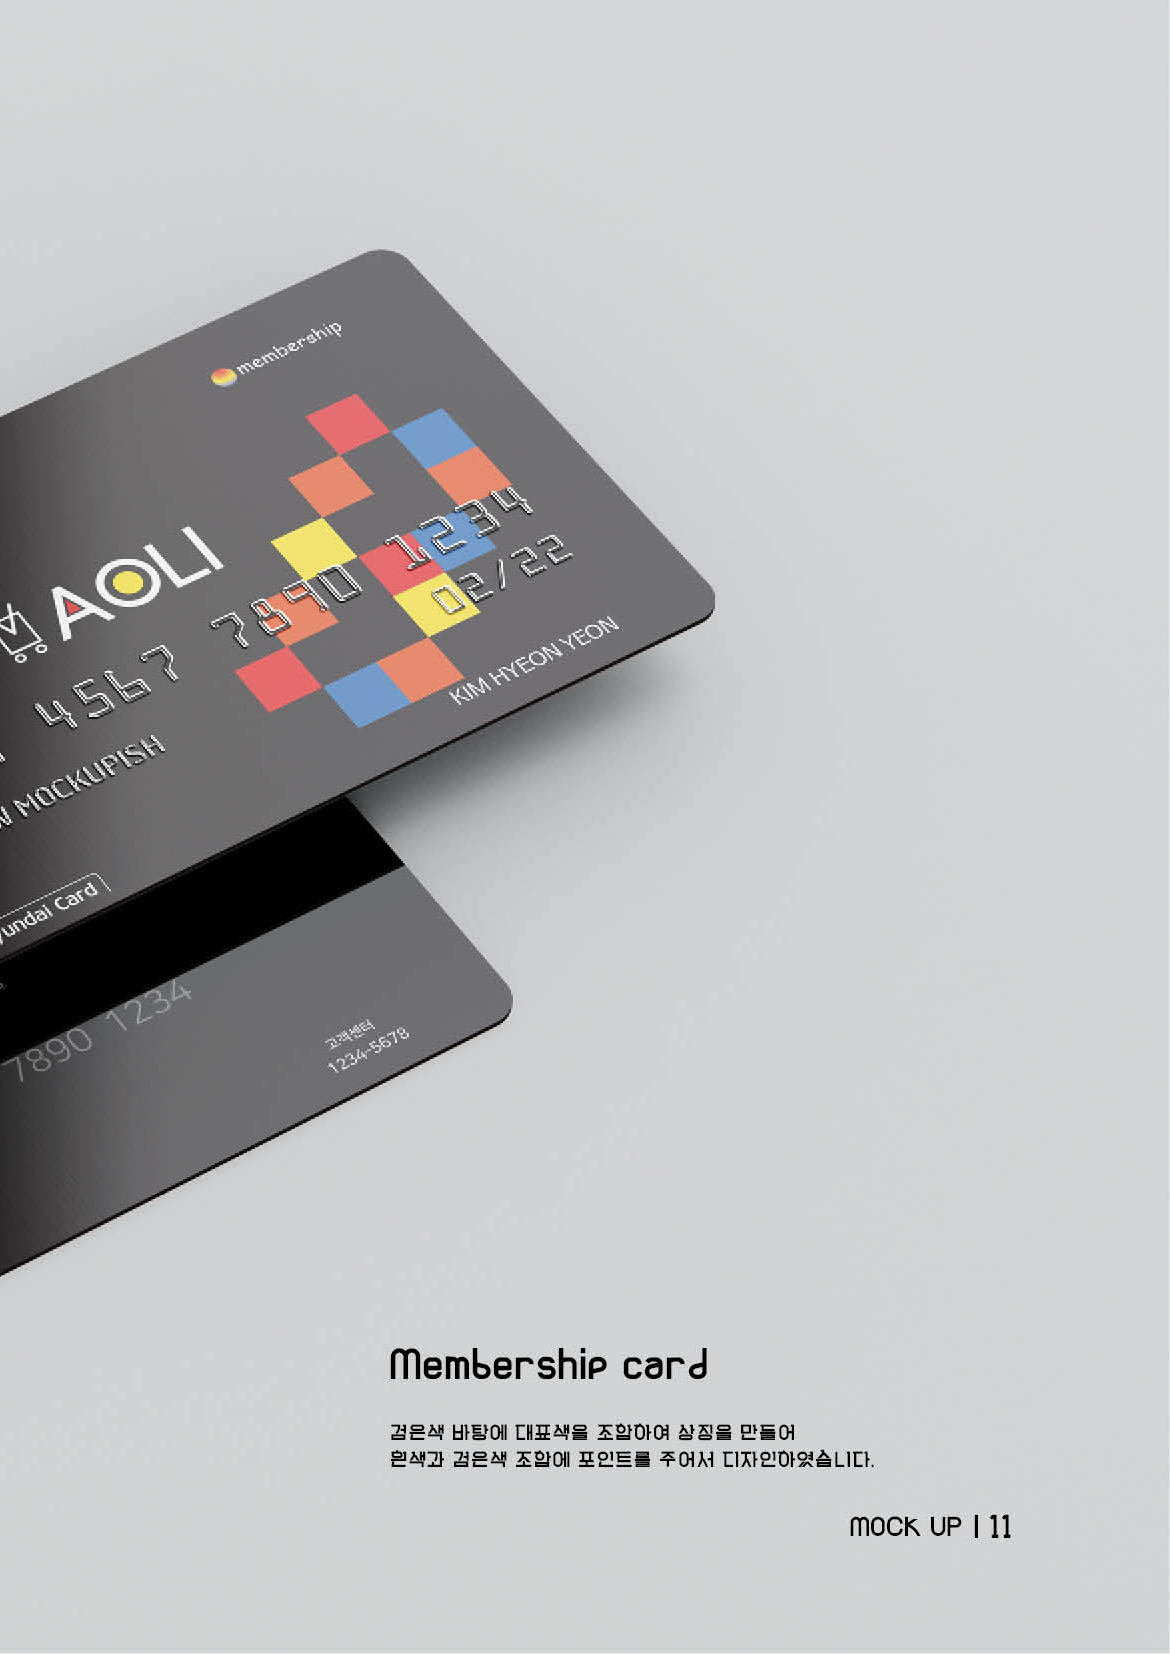 membership
AOLI
4567 7890 1234
02/22
KIM HYEON YEON
MOCKUPISH
Card
7890 1234
고객센터
1234-5678
Membership card
검은색 바탕에 대표색을 조합하여 상징을 만들어
흰색과 검은색 조합에 포인트를 주어서 디자인하였습니다.
MOCK UP | 11